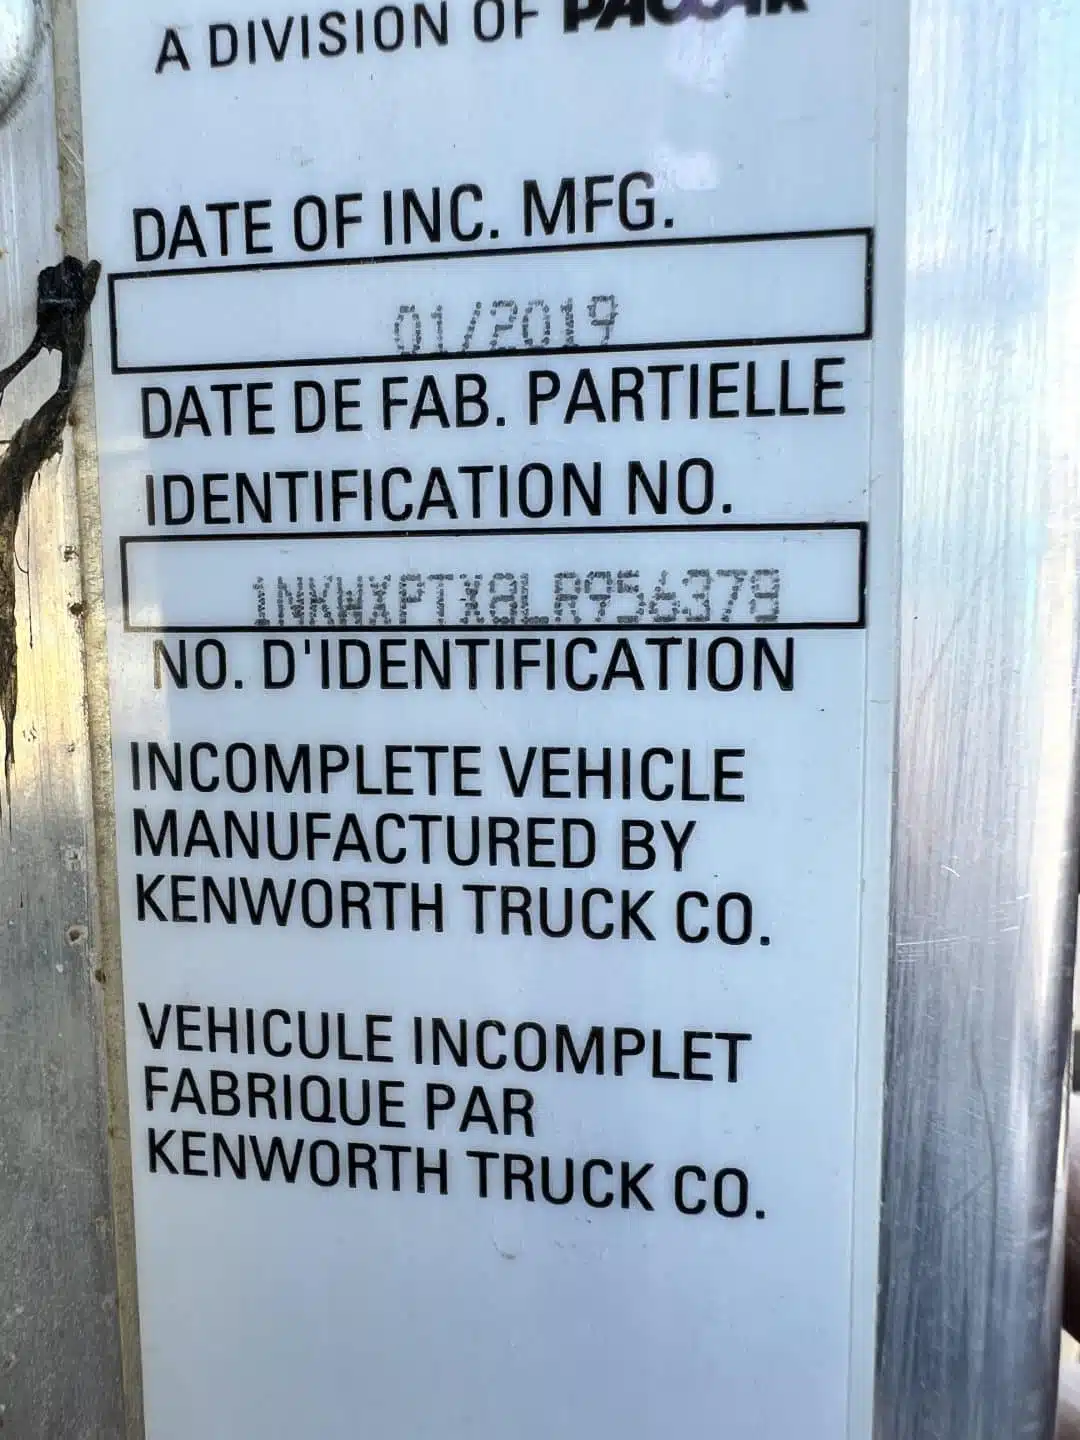 A DIVISION OF PACCAR
DATE OF INC. MFG.
01/2019
DATE DE FAB. PARTIELLE
IDENTIFICATION NO.
1NKWXPTX8LR956378
NO. D'IDENTIFICATION
INCOMPLETE VEHICLE
MANUFACTURED BY
KENWORTH TRUCK CO.
VEHICULE INCOMPLET
FABRIQUE PAR
KENWORTH TRUCK CO.